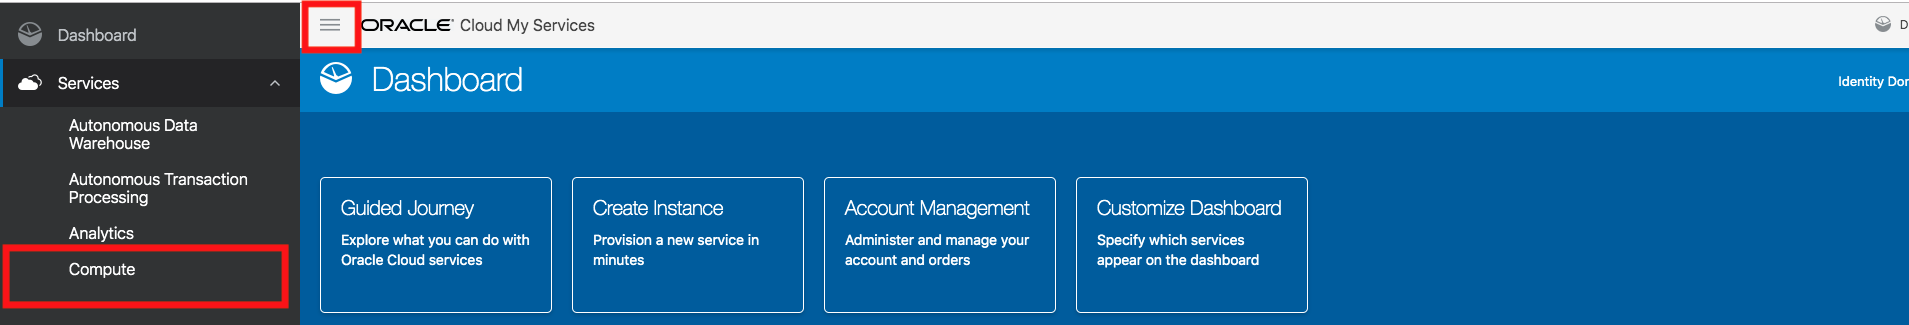 Dashboard
Services
Autonomous Data
Warehouse
Autonomous Transaction
Processing
Analytics
Compute
ORACLE® Cloud My Services
D
Dashboard
Identity Dor
Guided Journey
Explore what you can do with
Oracle Cloud services
Create Instance
Provision a new service in
minutes
Account Management
Administer and manage your
account and orders
Customize Dashboard
Specify which services
appear on the dashboard